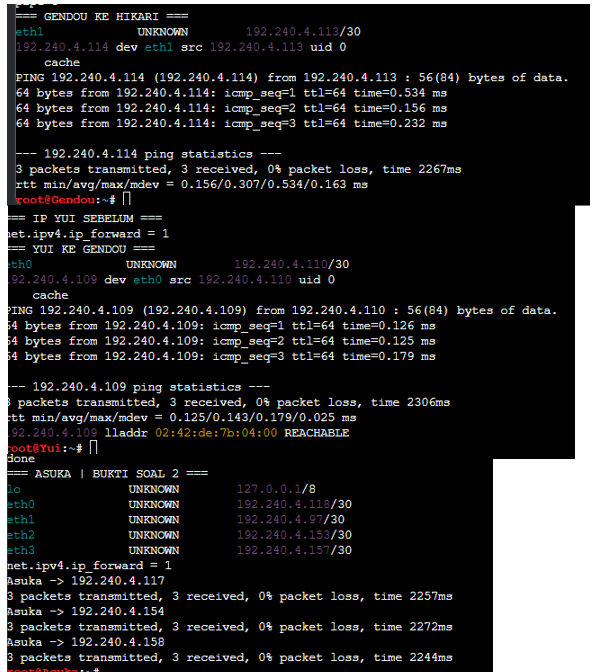 === GENDOU KE HIKARI ===
eth1 UNKNOWN 192.240.4.113/30
192.240.4.114 dev eth1 src 192.240.4.113 uid 0
cache
PING 192.240.4.114 (192.240.4.114) from 192.240.4.113 : 56(84) bytes of data.
64 bytes from 192.240.4.114: icmp_seq=1 ttl=64 time=0.534 ms
64 bytes from 192.240.4.114: icmp_seq=2 ttl=64 time=0.156 ms
64 bytes from 192.240.4.114: icmp_seq=3 ttl=64 time=0.232 ms
--- 192.240.4.114 ping statistics ---
3 packets transmitted, 3 received, 0% packet loss, time 2267ms
rtt min/avg/max/mdev = 0.156/0.307/0.534/0.163 ms
root@Gendou:~#
=== IP YUI SEBELUM ===
net.ipv4.ip_forward = 1
=== YUI KE GENDOU ===
eth0 UNKNOWN 192.240.4.110/30
192.240.4.109 dev eth0 src 192.240.4.110 uid 0
cache
PING 192.240.4.109 (192.240.4.109) from 192.240.4.110 : 56(84) bytes of data.
64 bytes from 192.240.4.109: icmp_seq=1 ttl=64 time=0.126 ms
64 bytes from 192.240.4.109: icmp_seq=2 ttl=64 time=0.125 ms
64 bytes from 192.240.4.109: icmp_seq=3 ttl=64 time=0.179 ms
--- 192.240.4.109 ping statistics ---
3 packets transmitted, 3 received, 0% packet loss, time 2306ms
rtt min/avg/max/mdev = 0.125/0.143/0.179/0.025 ms
192.240.4.109 lladdr 02:42:de:7b:04:00 REACHABLE
root@Yui:~#
done
=== ASUKA | BUKTI SOAL 2 ===
lo UNKNOWN 127.0.0.1/8
eth0 UNKNOWN 192.240.4.118/30
eth1 UNKNOWN 192.240.4.97/30
eth2 UNKNOWN 192.240.4.153/30
eth3 UNKNOWN 192.240.4.157/30
net.ipv4.ip_forward = 1
Asuka -> 192.240.4.117
3 packets transmitted, 3 received, 0% packet loss, time 2257ms
Asuka -> 192.240.4.154
3 packets transmitted, 3 received, 0% packet loss, time 2272ms
Asuka -> 192.240.4.158
3 packets transmitted, 3 received, 0% packet loss, time 2244ms
root@Asuka:~#